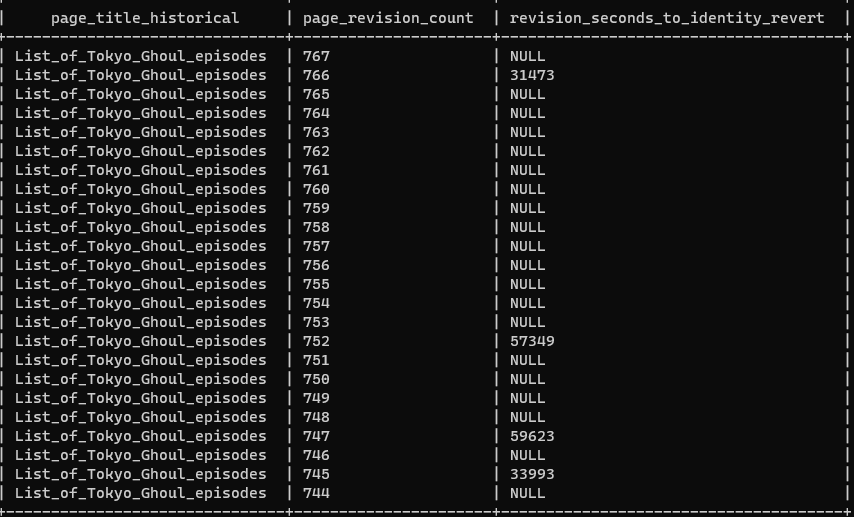 | page_title_historical | page_revision_count | revision_seconds_to_identity_revert |
| List_of_Tokyo_Ghoul_episodes | 767 | NULL |
| List_of_Tokyo_Ghoul_episodes | 766 | 31473 |
| List_of_Tokyo_Ghoul_episodes | 765 | NULL |
| List_of_Tokyo_Ghoul_episodes | 764 | NULL |
| List_of_Tokyo_Ghoul_episodes | 763 | NULL |
| List_of_Tokyo_Ghoul_episodes | 762 | NULL |
| List_of_Tokyo_Ghoul_episodes | 761 | NULL |
| List_of_Tokyo_Ghoul_episodes | 760 | NULL |
| List_of_Tokyo_Ghoul_episodes | 759 | NULL |
| List_of_Tokyo_Ghoul_episodes | 758 | NULL |
| List_of_Tokyo_Ghoul_episodes | 757 | NULL |
| List_of_Tokyo_Ghoul_episodes | 756 | NULL |
| List_of_Tokyo_Ghoul_episodes | 755 | NULL |
| List_of_Tokyo_Ghoul_episodes | 754 | NULL |
| List_of_Tokyo_Ghoul_episodes | 753 | NULL |
| List_of_Tokyo_Ghoul_episodes | 752 | 57349 |
| List_of_Tokyo_Ghoul_episodes | 751 | NULL |
| List_of_Tokyo_Ghoul_episodes | 750 | NULL |
| List_of_Tokyo_Ghoul_episodes | 749 | NULL |
| List_of_Tokyo_Ghoul_episodes | 748 | NULL |
| List_of_Tokyo_Ghoul_episodes | 747 | 59623 |
| List_of_Tokyo_Ghoul_episodes | 746 | NULL |
| List_of_Tokyo_Ghoul_episodes | 745 | 33993 |
| List_of_Tokyo_Ghoul_episodes | 744 | NULL |